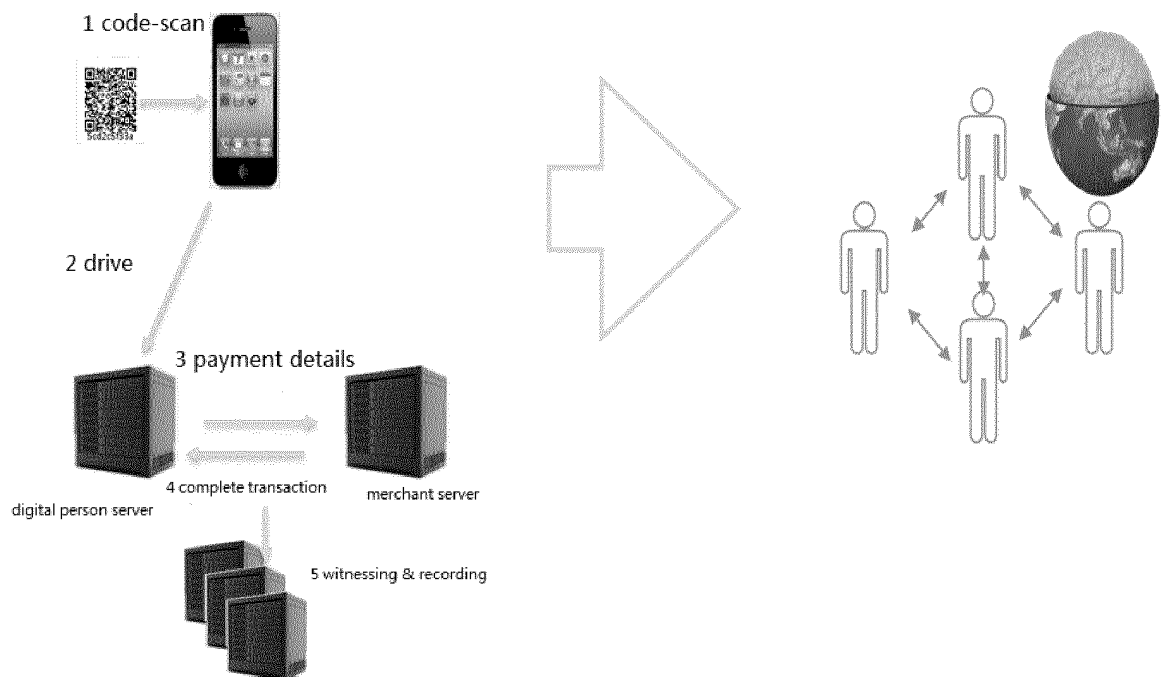 1 code-scan
5cd2c5f33a
2 drive
3 payment details
4 complete transaction
digital person server
merchant server
5 witnessing & recording